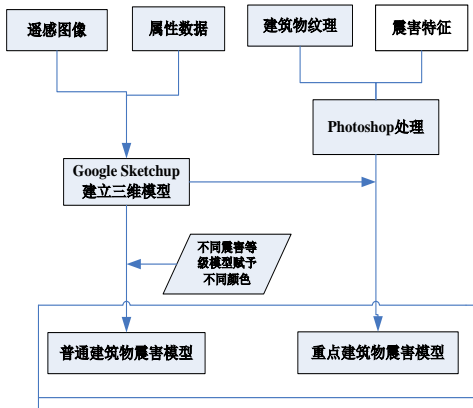 遥感图像
属性数据
建筑物纹理
震害特征
Photoshop处理
Google Sketchup
建立三维模型
不同震害等
级模型赋予
不同颜色
普通建筑物震害模型
重点建筑物震害模型